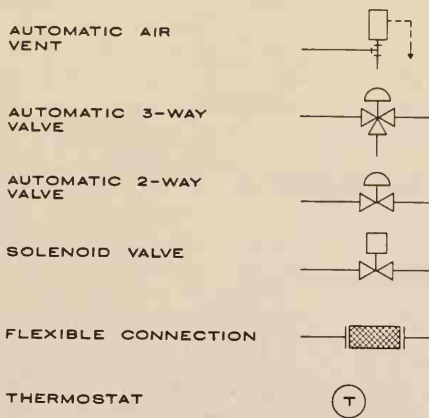 AUTOMATIC AIR
VENT
AUTOMATIC 3-WAY
VALVE
AUTOMATIC 2-WAY
VALVE
SOLENOID VALVE
FLEXIBLE CONNECTION
THERMOSTAT
T